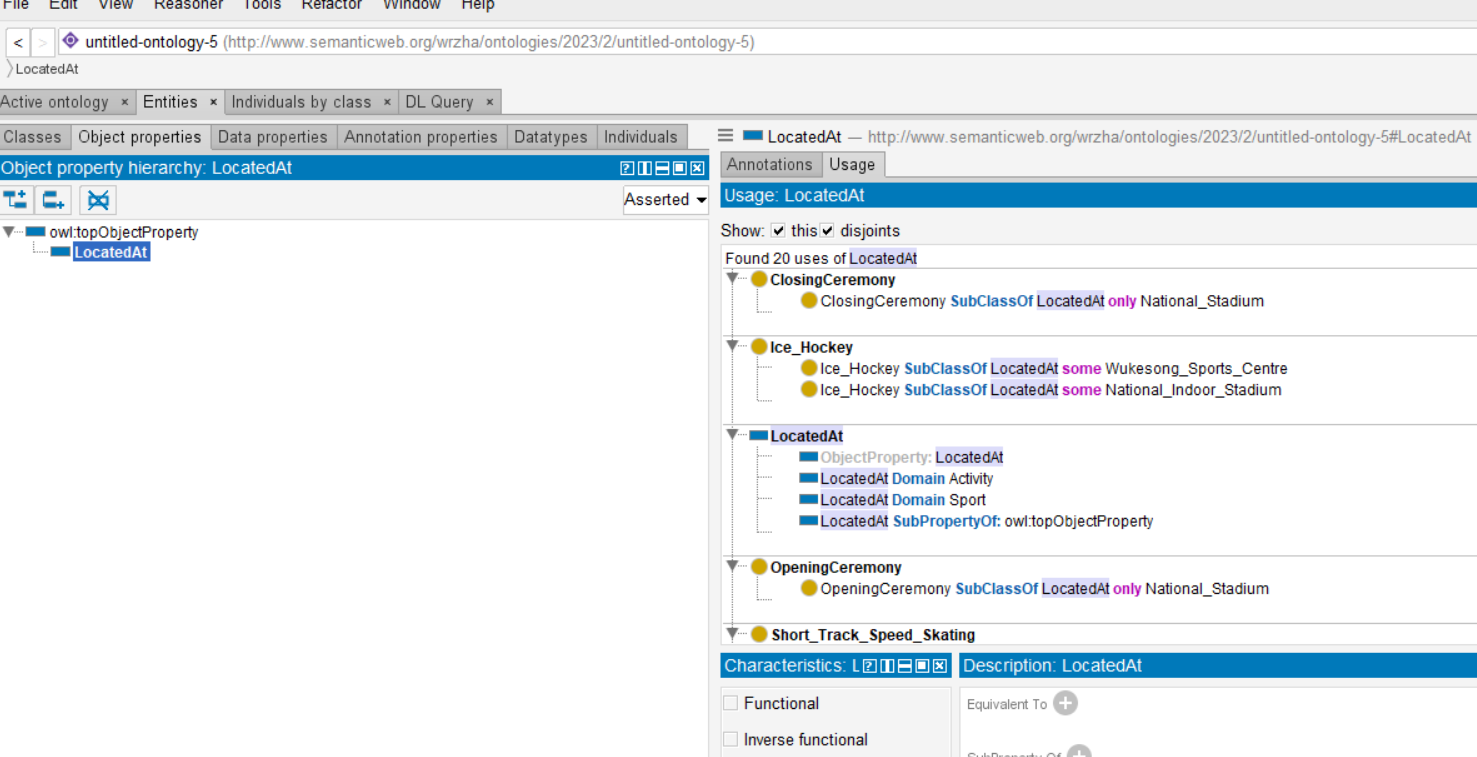 File Edit View Reasoner Tools Refactor Window Help
< > untitled-ontology-5 (http://www.semanticweb.org/wrzha/ontologies/2023/2/untitled-ontology-5)
LocatedAt
Active ontology × Entities × Individuals by class × DL Query ×
Classes Object properties Data properties Annotation properties Datatypes Individuals
Object property hierarchy: LocatedAt
Asserted
owl:topObjectProperty
LocatedAt
LocatedAt — http://www.semanticweb.org/wrzha/ontologies/2023/2/untitled-ontology-5#LocatedAt
Annotations Usage
Usage: LocatedAt
Show: this disjoints
Found 20 uses of LocatedAt
ClosingCeremony
ClosingCeremony SubClassOf LocatedAt only National_Stadium
Ice_Hockey
Ice_Hockey SubClassOf LocatedAt some Wukesong_Sports_Centre
Ice_Hockey SubClassOf LocatedAt some National_Indoor_Stadium
LocatedAt
ObjectProperty: LocatedAt
LocatedAt Domain Activity
LocatedAt Domain Sport
LocatedAt SubPropertyOf: owl:topObjectProperty
OpeningCeremony
OpeningCeremony SubClassOf LocatedAt only National_Stadium
Short_Track_Speed_Skating
Characteristics: L
Functional
Inverse functional
Description: LocatedAt
Equivalent To
SubProperty Of